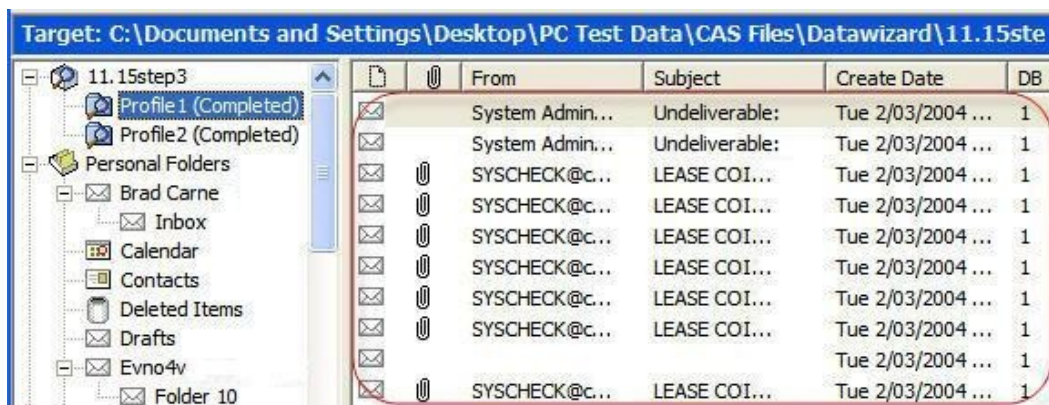 Target: C:\Documents and Settings\Desktop\PC Test Data\CAS Files\Datawizard\11.15ste
11.15step3
Profile1 (Completed)
Profile2 (Completed)
Personal Folders
Brad Carne
Inbox
Calendar
Contacts
Deleted Items
Drafts
Evno4v
Folder 10
From Subject Create Date DB
System Admin... Undeliverable: Tue 2/03/2004 ... 1
System Admin... Undeliverable: Tue 2/03/2004 ... 1
SYSCHECK@c... LEASE COI... Tue 2/03/2004 ... 1
SYSCHECK@c... LEASE COI... Tue 2/03/2004 ... 1
SYSCHECK@c... LEASE COI... Tue 2/03/2004 ... 1
SYSCHECK@c... LEASE COI... Tue 2/03/2004 ... 1
SYSCHECK@c... LEASE COI... Tue 2/03/2004 ... 1
SYSCHECK@c... LEASE COI... Tue 2/03/2004 ... 1
Tue 2/03/2004 ... 1
SYSCHECK@c... LEASE COI... Tue 2/03/2004 ... 1